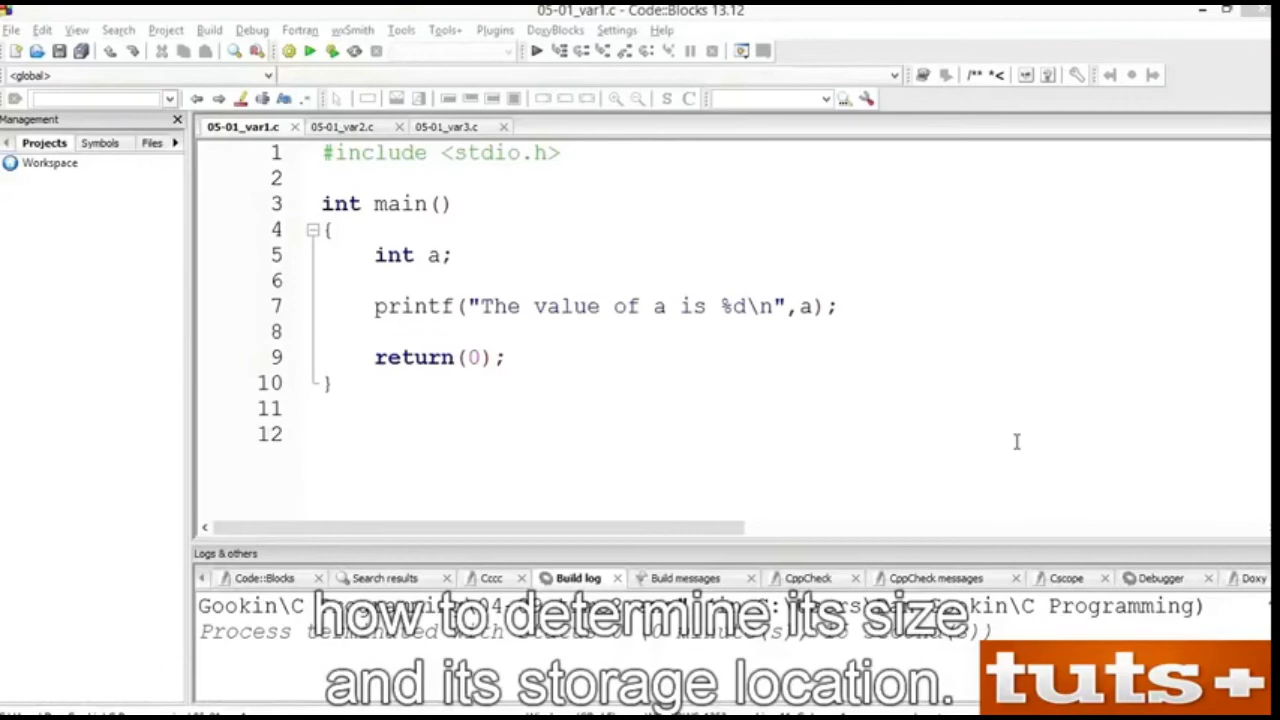 05-01_var1.c - Code::Blocks 13.12
File Edit View Search Project Build Debug Fortran wxSmith Tools Tools+ Plugins DoxyBlocks Settings Help
<global>
/** *<
S C
Management
05-01_var1.c 05-01_var2.c 05-01_var3.c
Projects Symbols Files
Workspace
1 #include <stdio.h>
2
3 int main()
4 {
5 int a;
6
7 printf("The value of a is %d\n",a);
8
9 return(0);
10 }
11
12
Logs & others
Code::Blocks Search results Cccc Build log Build messages CppCheck CppCheck messages Cscope Debugger Doxy
Gookin\C Programming)
Process terminated with
how to determine its size
and its storage location.
tuts+